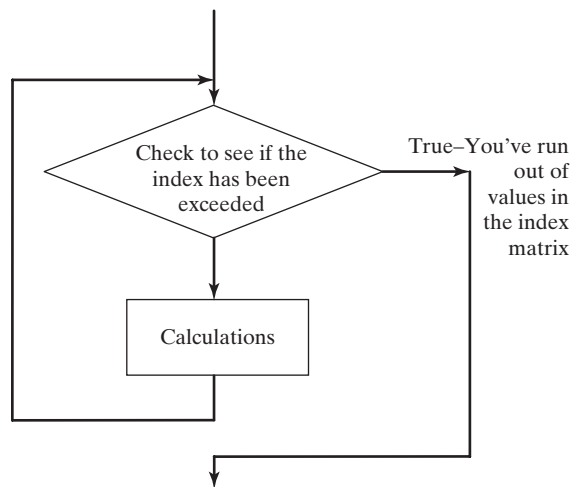 Check to see if the
index has been
exceeded
True–You've run
out of
values in
the index
matrix
Calculations